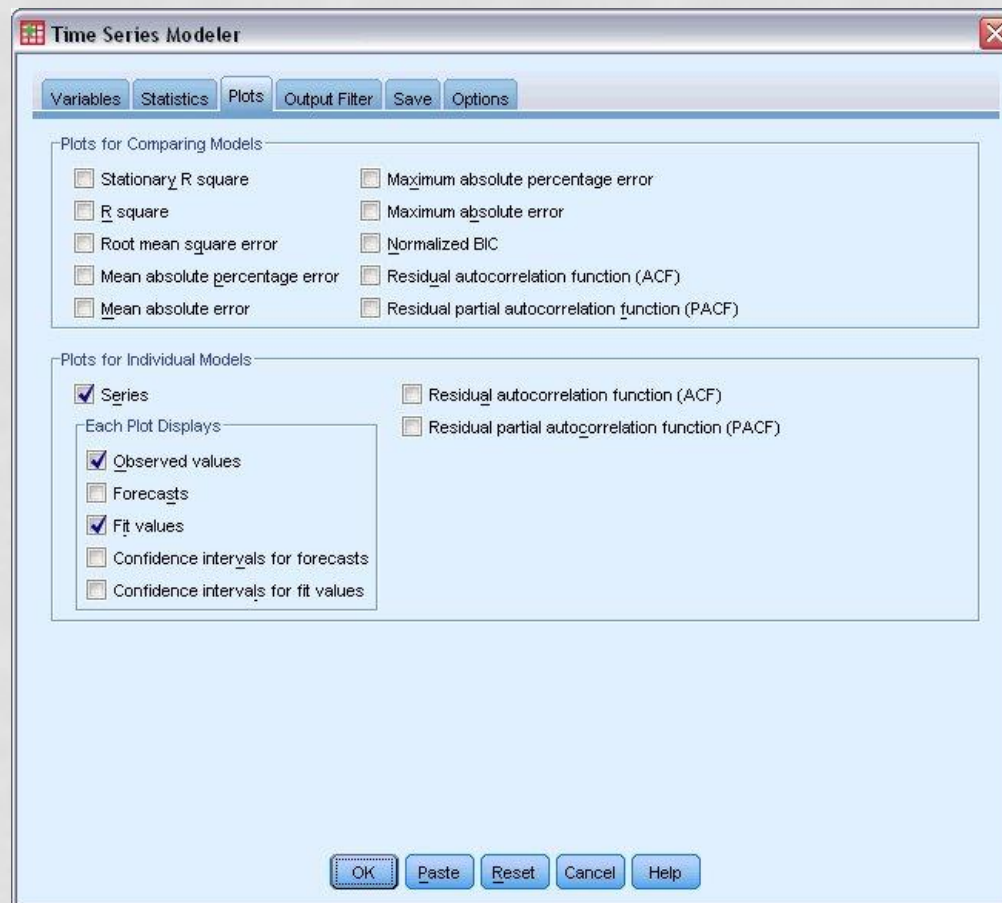 Time Series Modeler
Variables Statistics Plots Output Filter Save Options
Plots for Comparing Models
Stationary R square
R square
Root mean square error
Mean absolute percentage error
Mean absolute error
Maximum absolute percentage error
Maximum absolute error
Normalized BIC
Residual autocorrelation function (ACF)
Residual partial autocorrelation function (PACF)
Plots for Individual Models
Series
Each Plot Displays
Observed values
Forecasts
Fit values
Confidence intervals for forecasts
Confidence intervals for fit values
Residual autocorrelation function (ACF)
Residual partial autocorrelation function (PACF)
OK Paste Reset Cancel Help